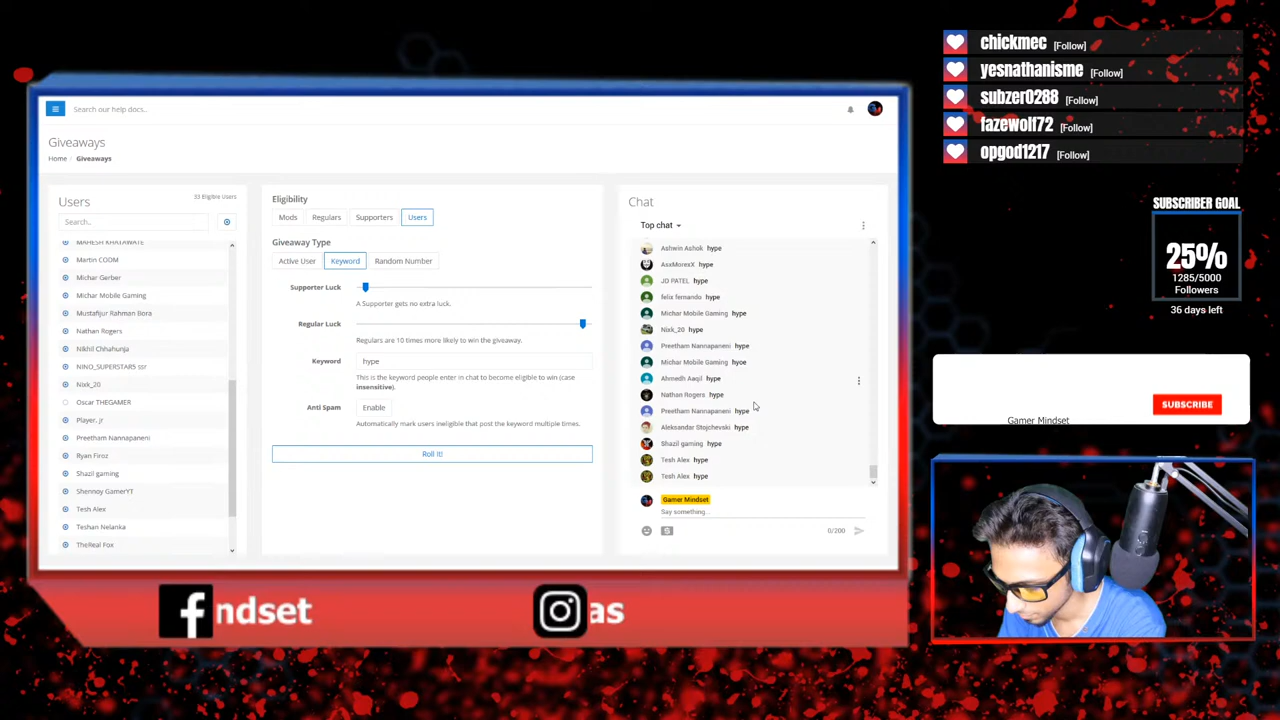 Search our help docs..
Giveaways
Home / Giveaways
Users
33 Eligible Users
Search..
MAHESH KHATAWATE
Martin CODM
Michar Gerber
Michar Mobile Gaming
Mustafijur Rahman Bora
Nathan Rogers
Nikhil Chhahunja
NINO_SUPERSTAR5 ssr
Nixk_20
Oscar THEGAMER
Player. jr
Preetham Nannapaneni
Ryan Firoz
Shazil gaming
Shennoy GamerYT
Tesh Alex
Teshan Nelanka
TheReal Fox
Eligibility
Mods Regulars Supporters Users
Giveaway Type
Active User Keyword Random Number
Supporter Luck
A Supporter gets no extra luck.
Regular Luck
Regulars are 10 times more likely to win the giveaway.
Keyword hype
This is the keyword people enter in chat to become eligible to win (case
insensitive).
Anti Spam Enable
Automatically mark users ineligible that post the keyword multiple times.
Roll It!
Chat
Top chat
Ashwin Ashok hype
AsxMorexX hype
JD PATEL hype
felix fernando hype
Michar Mobile Gaming hype
Nixk_20 hype
Preetham Nannapaneni hype
Michar Mobile Gaming hyoe
Ahmedh Aaqil hype
Nathan Rogers hype
Preetham Nannapaneni hype
Aleksandar Stojchevski hype
Shazil gaming hype
Tesh Alex hype
Tesh Alex hype
Gamer Mindset
Say something...
0/200
chickmec [Follow]
yesnathanisme [Follow]
subzer0288 [Follow]
fazewolf72 [Follow]
opgod1217 [Follow]
SUBSCRIBER GOAL
25%
1285/5000
Followers
36 days left
SUBSCRIBE
Gamer Mindset
ndset
as